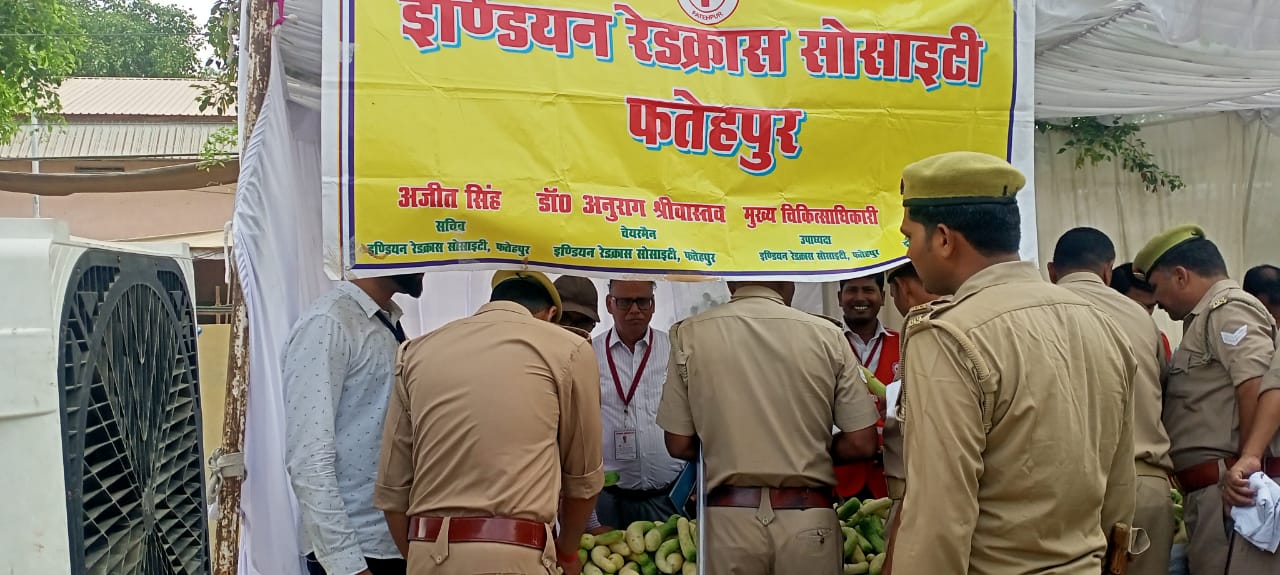 FATEHPUR
इण्डियन रेडक्रास सोसाइटी
फतेहपुर
अजीत सिंह
सचिव
इण्डियन रेडक्रास सोसाइटी, फतेहपुर
डॉ0 अनुराग श्रीवास्तव
चेयरमैन
इण्डियन रेडक्रास सोसाइटी, फतेहपुर
मुख्य चिकित्साधिकारी
उपाध्यक्ष
इण्डियन रेडक्रास सोसाइटी, फतेहपुर